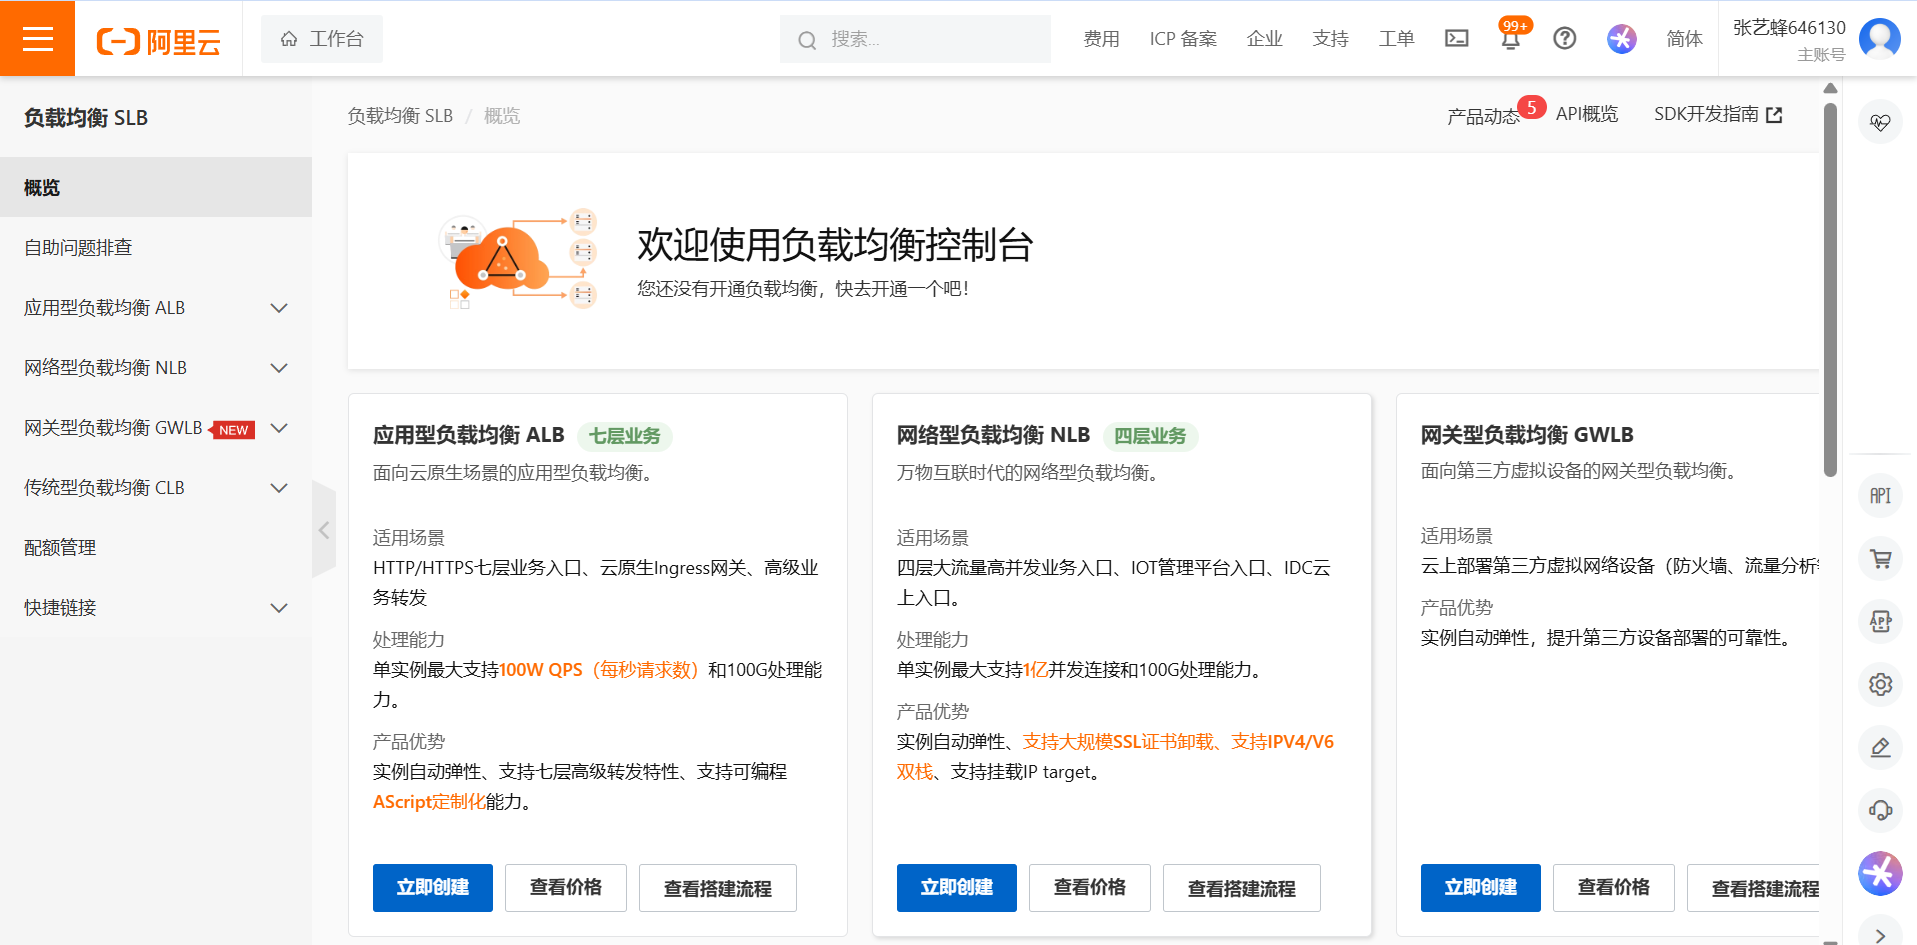 阿里云
工作台
搜索...
费用
ICP 备案
企业
支持
工单
99+
简体
张艺蜂646130
主账号
负载均衡 SLB
概览
自助问题排查
应用型负载均衡 ALB
网络型负载均衡 NLB
网关型负载均衡 GWLB NEW
传统型负载均衡 CLB
配额管理
快捷链接
负载均衡 SLB / 概览
产品动态 5
API概览
SDK开发指南
欢迎使用负载均衡控制台
您还没有开通负载均衡，快去开通一个吧！
应用型负载均衡 ALB 七层业务
面向云原生场景的应用型负载均衡。
适用场景
HTTP/HTTPS七层业务入口、云原生Ingress网关、高级业
务转发
处理能力
单实例最大支持100W QPS（每秒请求数）和100G处理能
力。
产品优势
实例自动弹性、支持七层高级转发特性、支持可编程
AScript定制化能力。
立即创建
查看价格
查看搭建流程
网络型负载均衡 NLB 四层业务
万物互联时代的网络型负载均衡。
适用场景
四层大流量高并发业务入口、IOT管理平台入口、IDC云
上入口。
处理能力
单实例最大支持1亿并发连接和100G处理能力。
产品优势
实例自动弹性、支持大规模SSL证书卸载、支持IPV4/V6
双栈、支持挂载IP target。
立即创建
查看价格
查看搭建流程
网关型负载均衡 GWLB
面向第三方虚拟设备的网关型负载均衡。
适用场景
云上部署第三方虚拟网络设备（防火墙、流量分析
产品优势
实例自动弹性，提升第三方设备部署的可靠性。
立即创建
查看价格
查看搭建流程
API
APP